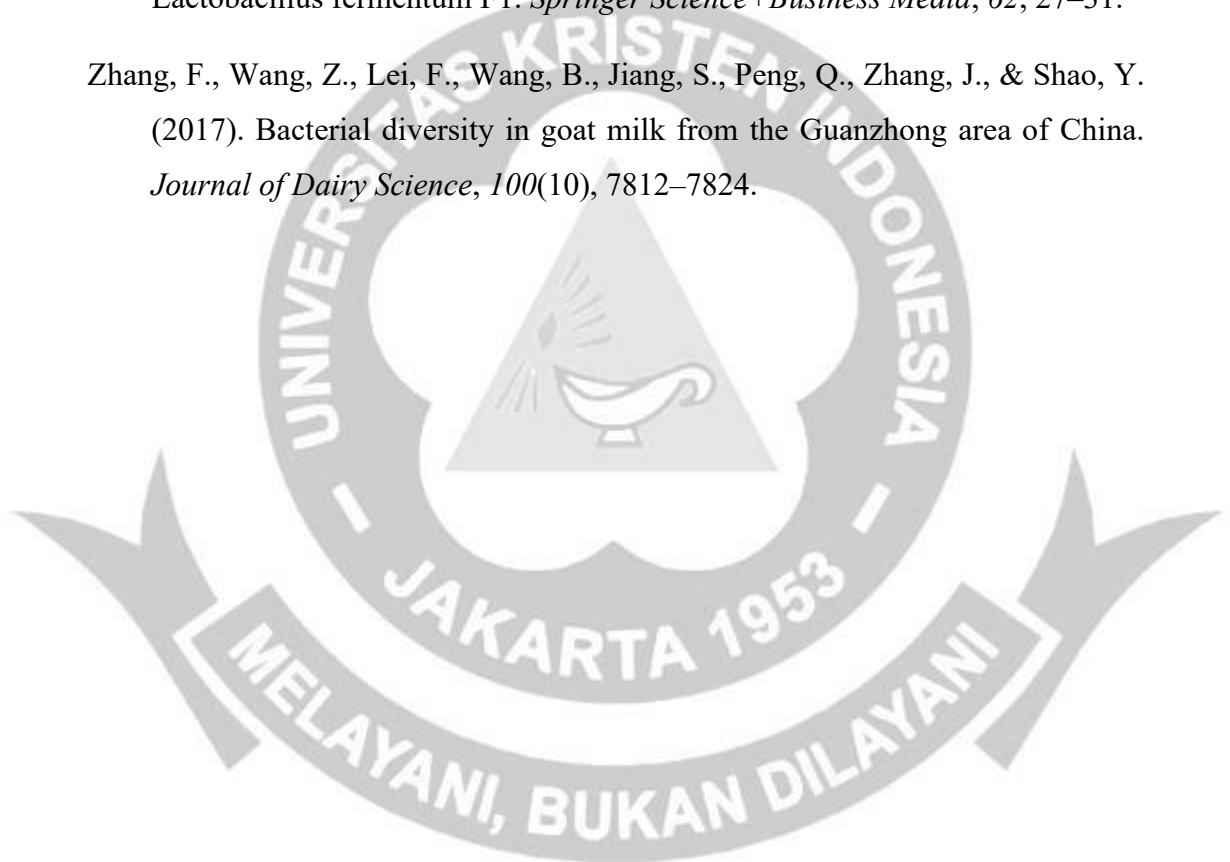 Lactobacillus fermentum F1. Springer Science+Business Media, 62, 27–31.
Zhang, F., Wang, Z., Lei, F., Wang, B., Jiang, S., Peng, Q., Zhang, J., & Shao, Y.
(2017). Bacterial diversity in goat milk from the Guanzhong area of China.
Journal of Dairy Science, 100(10), 7812–7824.
UNIVERSITAS KRISTEN INDONESIA
- JAKARTA 1953 -
MELAYANI, BUKAN DILAYANI